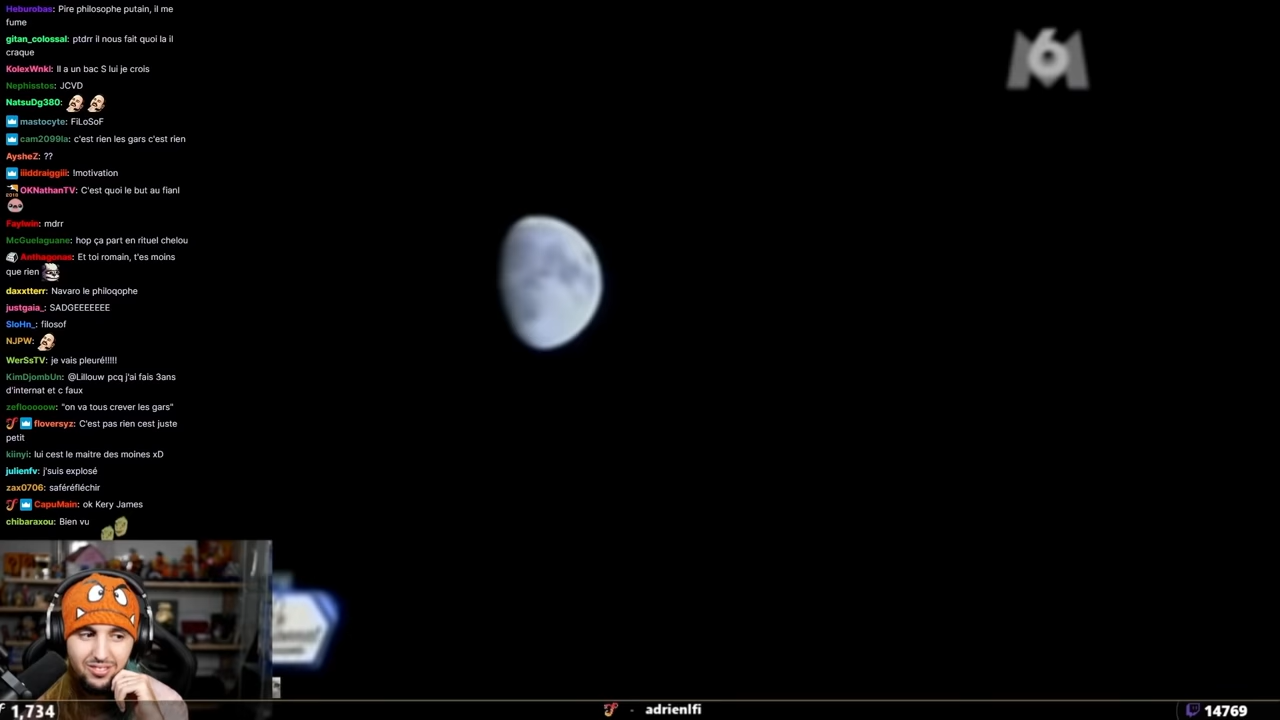 Heburobas: Pire philosophe putain, il me
fume
gitan_colossal: ptdrr il nous fait quoi la il
craque
KolexWnkl: Il a un bac S lui je crois
Nephisstos: JCVD
NatsuDg380:
mastocyte: FiLoSoF
cam2099la: c'est rien les gars c'est rien
AysheZ: ??
iiiddraiggiii: !motivation
OKNathanTV: C'est quoi le but au fianl
Faylwin: mdrr
McGuelaguane: hop ça part en rituel chelou
Anthagonas: Et toi romain, t'es moins
que rien
daxxtterr: Navaro le philoqophe
justgaia_: SADGEEEEEEE
SloHn_: filosof
NJPW:
WerSsTV: je vais pleuré!!!!!
KimDjombUn: @Lillouw pcq j'ai fais 3ans
d'internat et c faux
zeflooooow: "on va tous crever les gars"
floversyz: C'est pas rien cest juste
petit
kiinyi: lui cest le maitre des moines xD
julienfv: j'suis explosé
zax0706: saféréfléchir
CapuMain: ok Kery James
chibaraxou: Bien vu
M6
1,734
- adrienlfi
14769